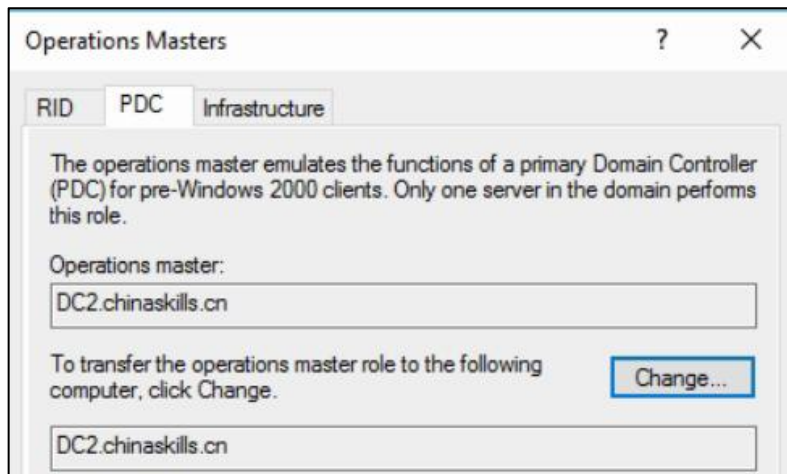 Operations Masters ?
RID PDC Infrastructure
The operations master emulates the functions of a primary Domain Controller
(PDC) for pre-Windows 2000 clients. Only one server in the domain performs
this role.
Operations master:
DC2.chinaskills.cn
To transfer the operations master role to the following
computer, click Change.
Change...
DC2.chinaskills.cn